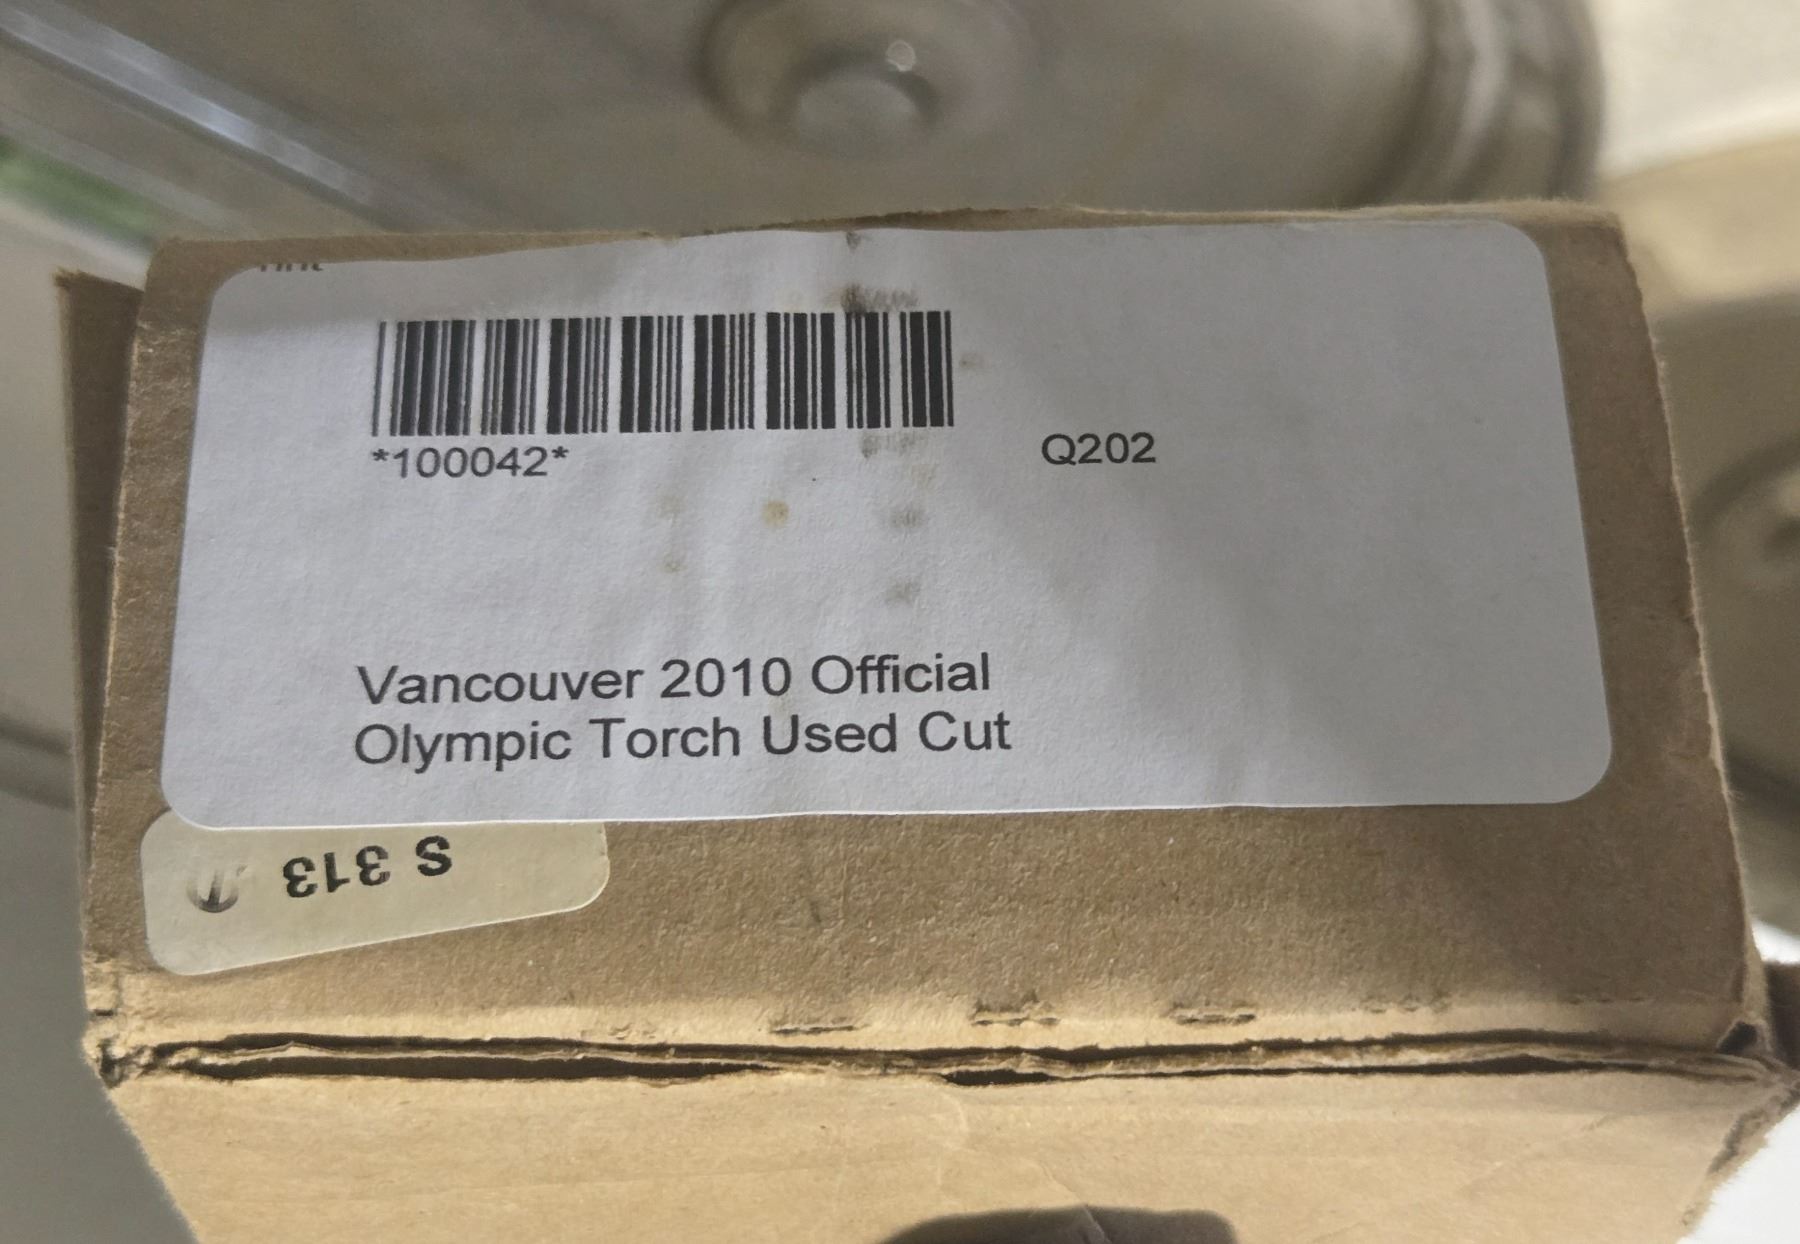 *100042*
Q202
Vancouver 2010 Official
Olympic Torch Used Cut
S 313